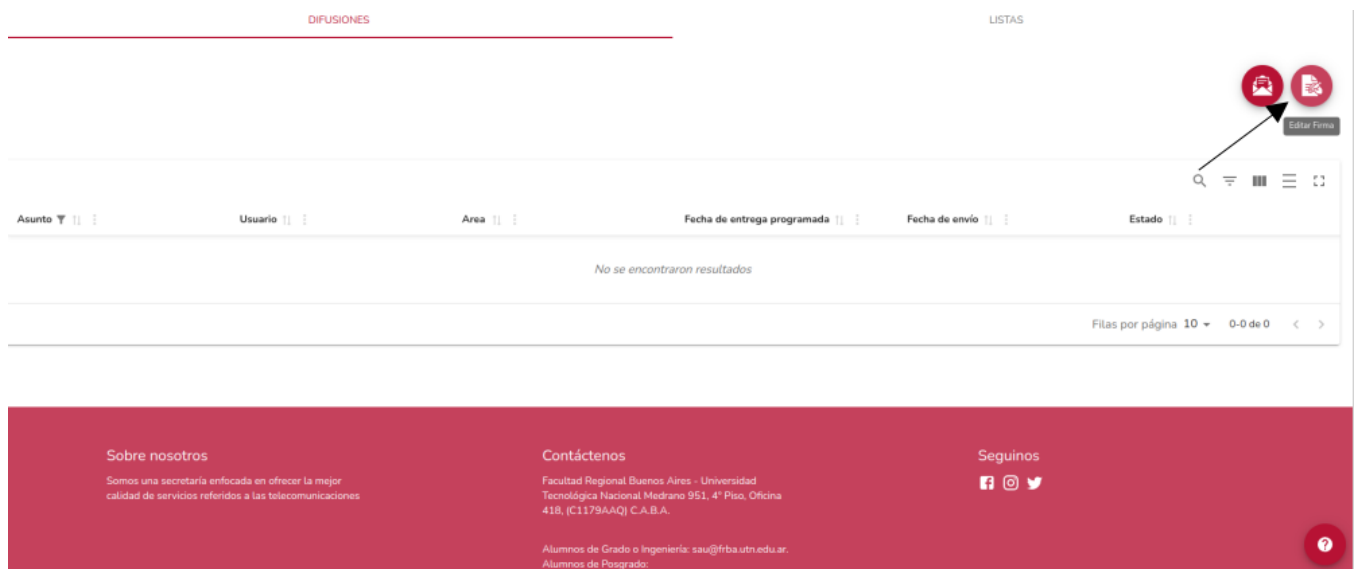 DIFUSIONES
LISTAS
Editar Firma
Asunto
Usuario
Area
Fecha de entrega programada
Fecha de envío
Estado
No se encontraron resultados
Filas por página 10
0-0 de 0
Sobre nosotros
Somos una secretaría enfocada en ofrecer la mejor
calidad de servicios referidos a las telecomunicaciones
Contáctenos
Facultad Regional Buenos Aires - Universidad
Tecnológica Nacional Medrano 951, 4° Piso, Oficina
418, (C1179AAQ) C.A.B.A.
Alumnos de Grado o Ingeniería: sau@frba.utn.edu.ar.
Alumnos de Posgrado:
Seguinos